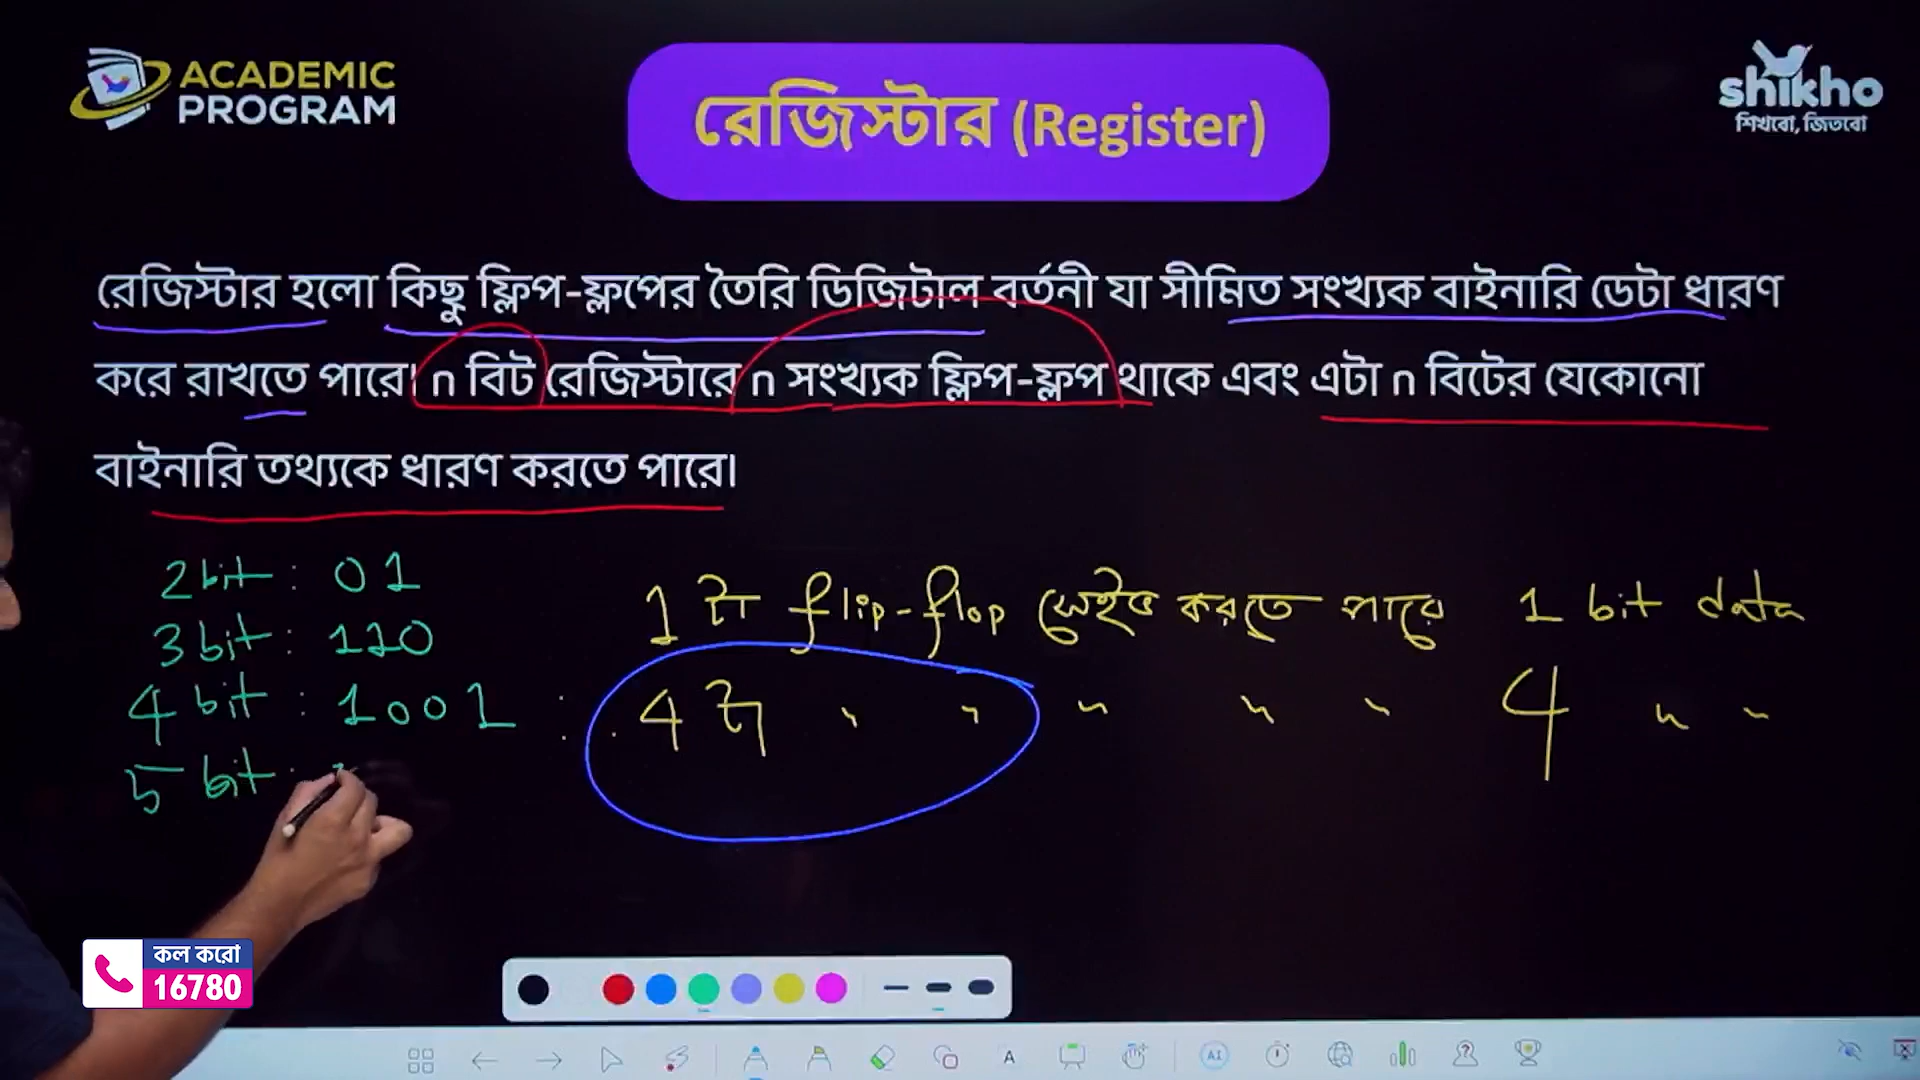 ACADEMIC
PROGRAM
রেজিস্টার (Register)
shikho
শিখবো, জিতবো
রেজিস্টার হলো কিছু ফ্লিপ-ফ্লপের তৈরি ডিজিটাল বর্তনী যা সীমিত সংখ্যক বাইনারি ডেটা ধারণ
করে রাখতে পারে। n বিট রেজিস্টারে n সংখ্যক ফ্লিপ-ফ্লপ থাকে এবং এটা n বিটের যেকোনো
বাইনারি তথ্যকে ধারণ করতে পারে।
2 bit : 01
3 bit : 110
4 bit : 1001 :
5 bit :
1 টা flip-flop সেইভ করতে পারে 1 bit data
4 টা " " " " " 4 " "
কল করো
16780
A
AI